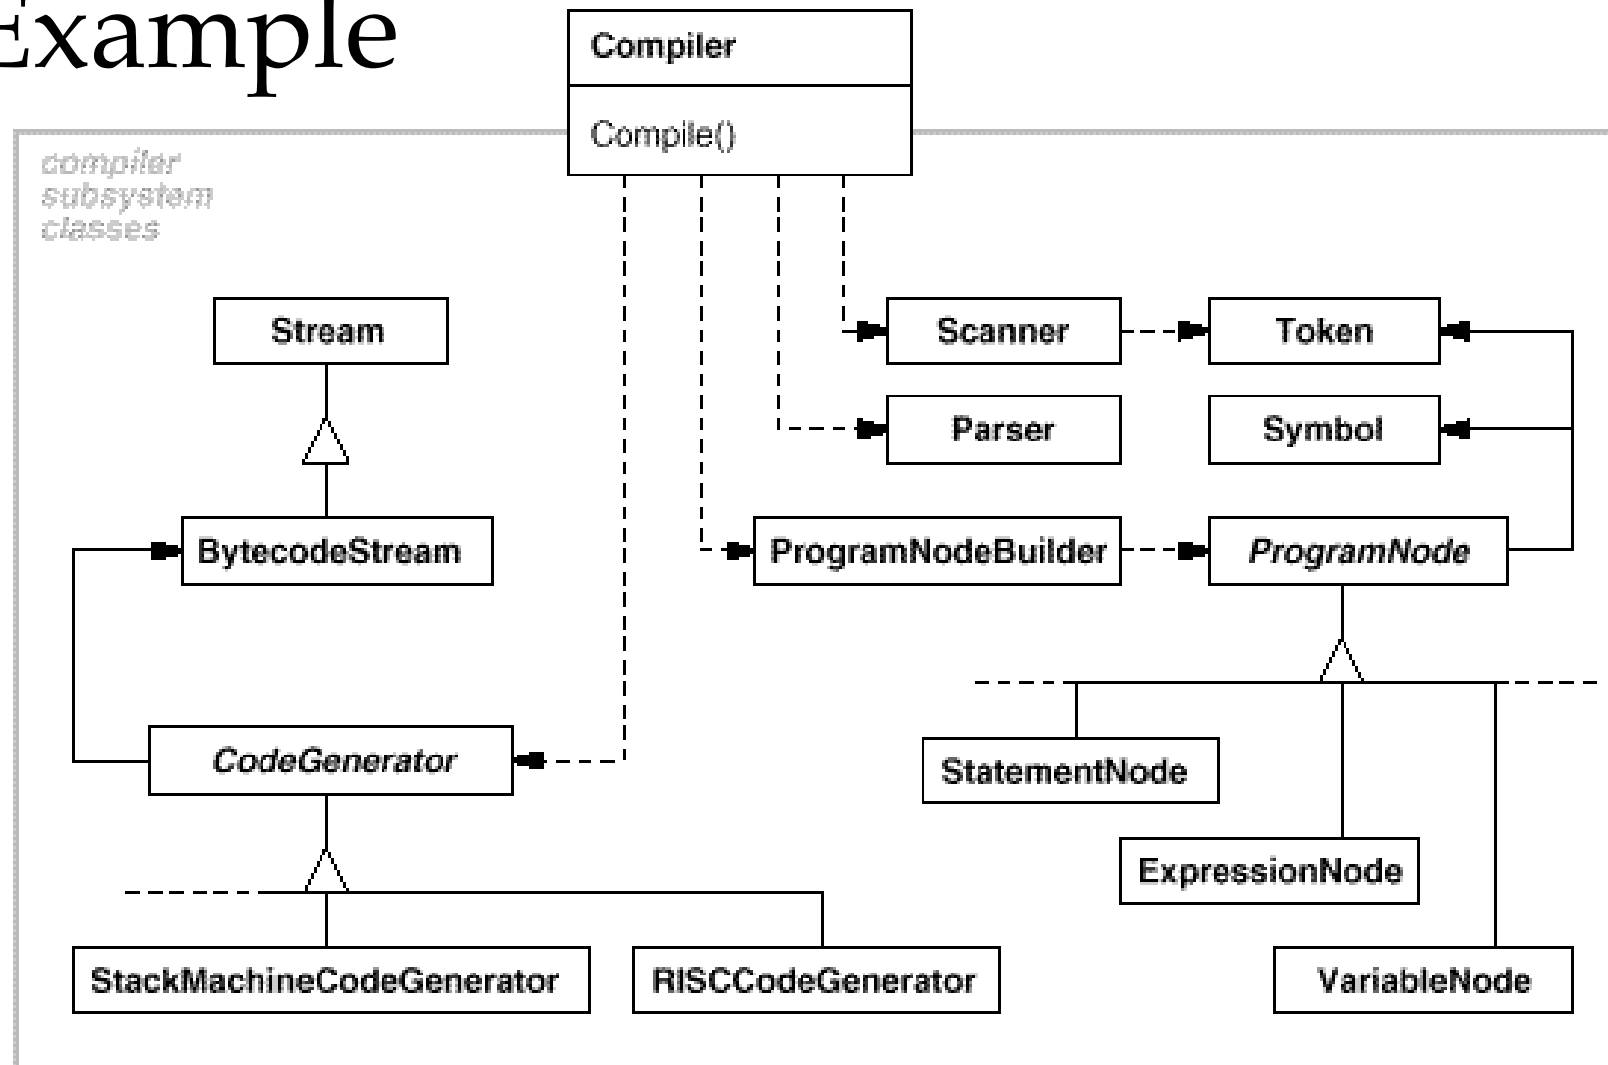 Example
Compiler
Compile()
compiler
subsystem
classes
Stream
Scanner
Token
Parser
Symbol
BytecodeStream
ProgramNodeBuilder
ProgramNode
CodeGenerator
StatementNode
ExpressionNode
StackMachineCodeGenerator
RISCCodeGenerator
VariableNode